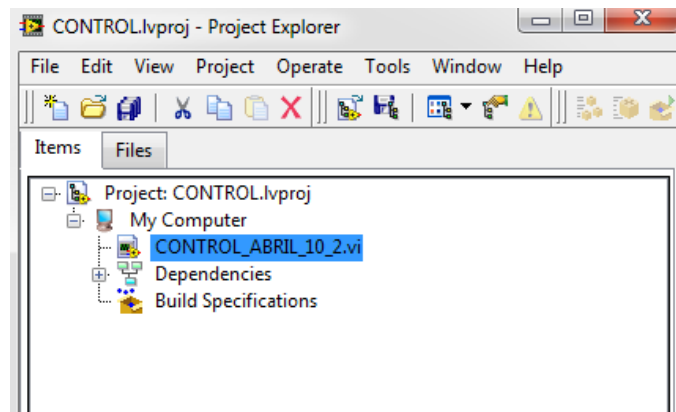 CONTROL.lvproj - Project Explorer
File Edit View Project Operate Tools Window Help
Items Files
Project: CONTROL.lvproj
My Computer
CONTROL_ABRIL_10_2.vi
Dependencies
Build Specifications